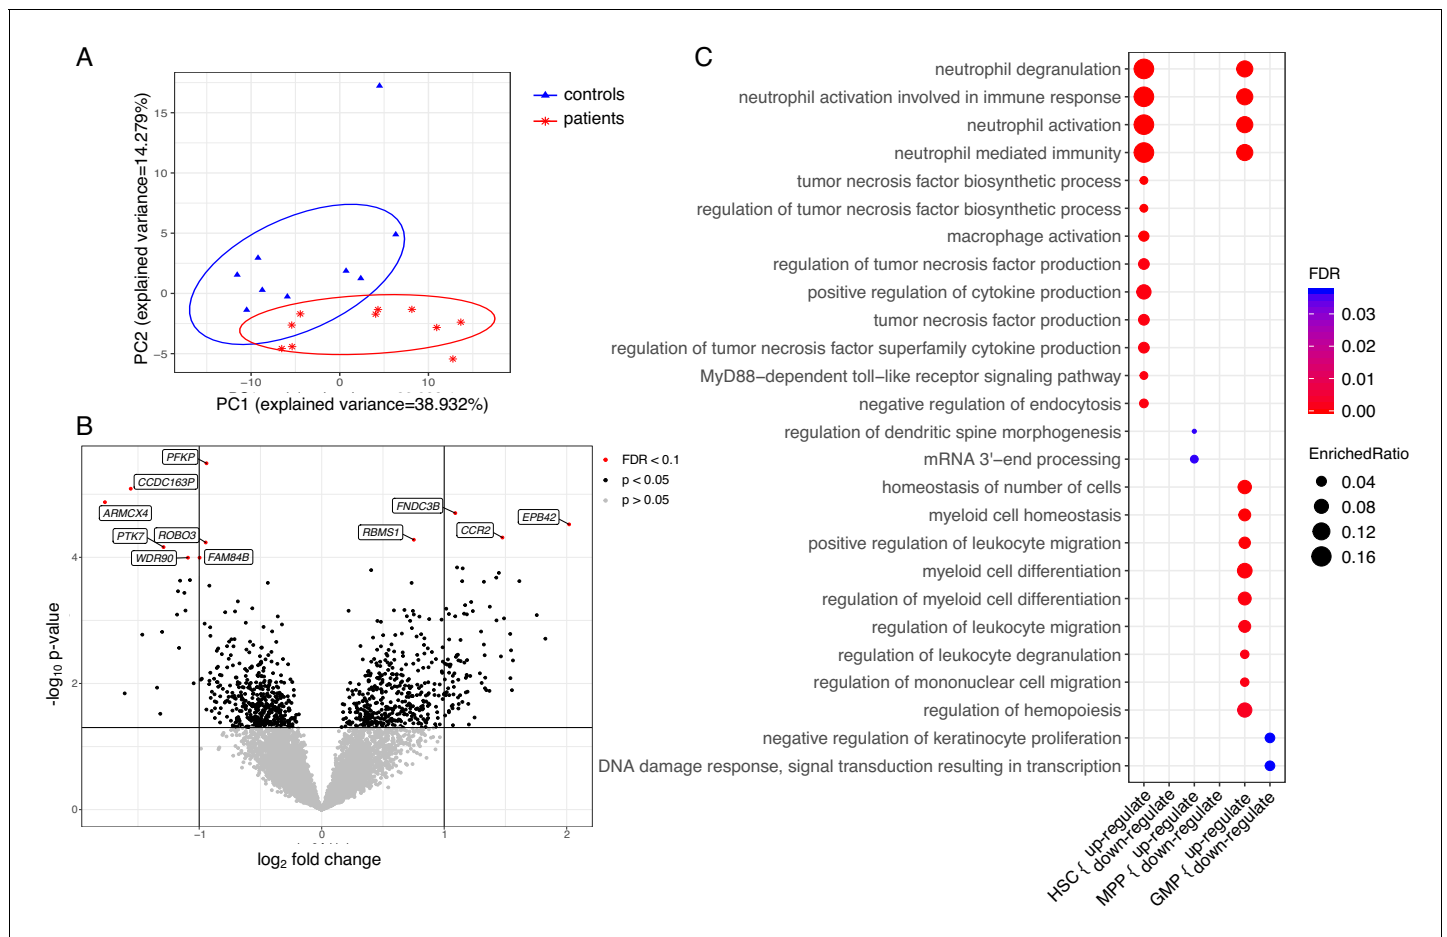 A
PC2 (explained variance=14.279%)
15
10
5
0
−5
−10
0
10
PC1 (explained variance=38.932%)
controls
patients
B
-log10 p-value
4
2
0
−1
0
1
2
log2 fold change
PFKP
CCDC163P
ARMCX4
PTK7
ROBO3
WDR90
FAM84B
FNDC3B
RBMS1
CCR2
EPB42
FDR < 0.1
p < 0.05
p > 0.05
C
neutrophil degranulation
neutrophil activation involved in immune response
neutrophil activation
neutrophil mediated immunity
tumor necrosis factor biosynthetic process
regulation of tumor necrosis factor biosynthetic process
macrophage activation
regulation of tumor necrosis factor production
positive regulation of cytokine production
tumor necrosis factor production
regulation of tumor necrosis factor superfamily cytokine production
MyD88−dependent toll−like receptor signaling pathway
negative regulation of endocytosis
regulation of dendritic spine morphogenesis
mRNA 3'−end processing
homeostasis of number of cells
myeloid cell homeostasis
positive regulation of leukocyte migration
myeloid cell differentiation
regulation of myeloid cell differentiation
regulation of leukocyte migration
regulation of leukocyte degranulation
regulation of mononuclear cell migration
regulation of hemopoiesis
negative regulation of keratinocyte proliferation
DNA damage response, signal transduction resulting in transcription
HSC { up-regulate
down-regulate
MPP { up-regulate
down-regulate
GMP { up-regulate
down-regulate
FDR
0.03
0.02
0.01
0.00
EnrichedRatio
0.04
0.08
0.12
0.16